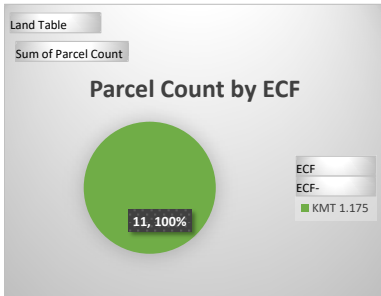 Land Table
Sum of Parcel Count
Parcel Count by ECF
11, 100%
ECF
ECF-
KMT 1.175